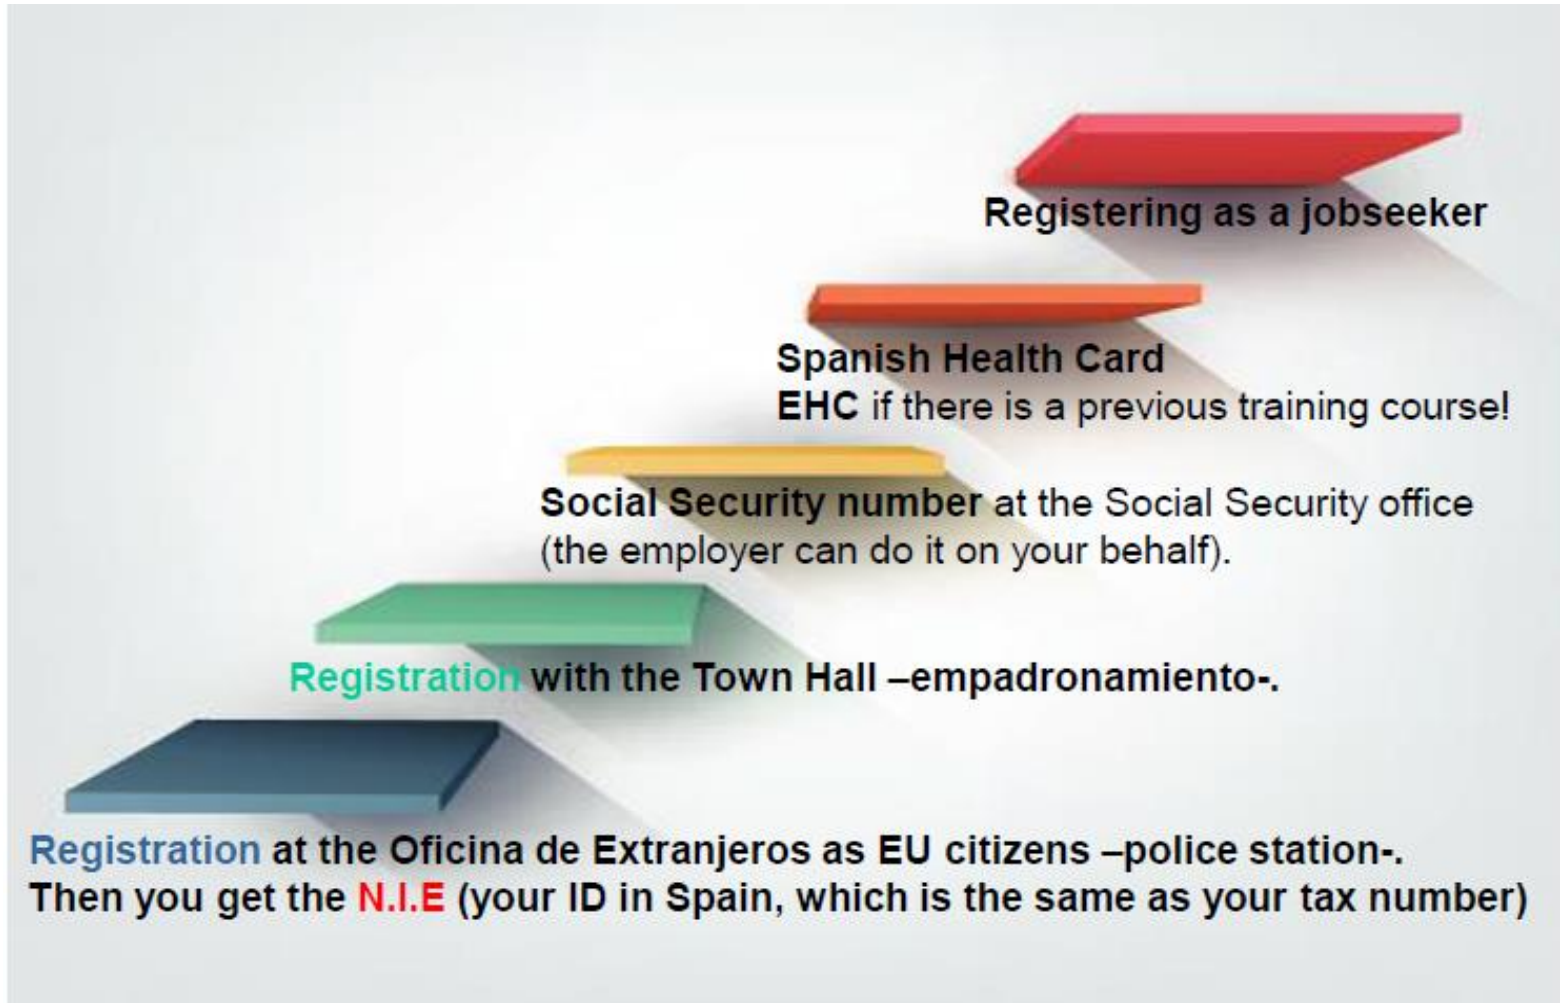 Registering as a jobseeker
Spanish Health Card
EHC if there is a previous training course!
Social Security number at the Social Security office
(the employer can do it on your behalf).
Registration with the Town Hall –empadronamiento-.
Registration at the Oficina de Extranjeros as EU citizens –police station-.
Then you get the N.I.E (your ID in Spain, which is the same as your tax number)